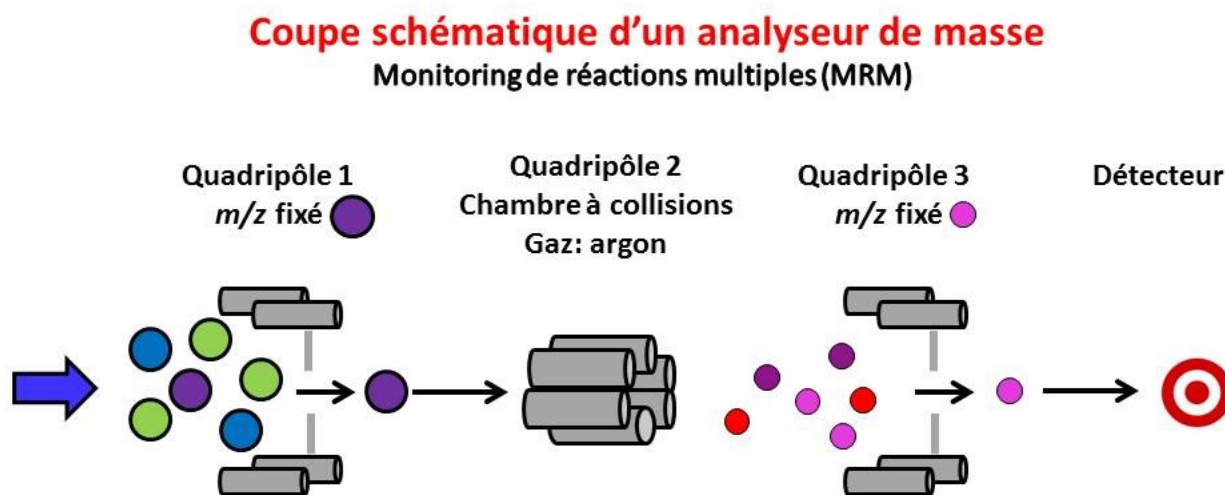 Coupe schématique d'un analyseur de masse
Monitoring de réactions multiples (MRM)
Quadripôle 1
m/z fixé
Quadripôle 2
Chambre à collisions
Gaz: argon
Quadripôle 3
m/z fixé
Détecteur